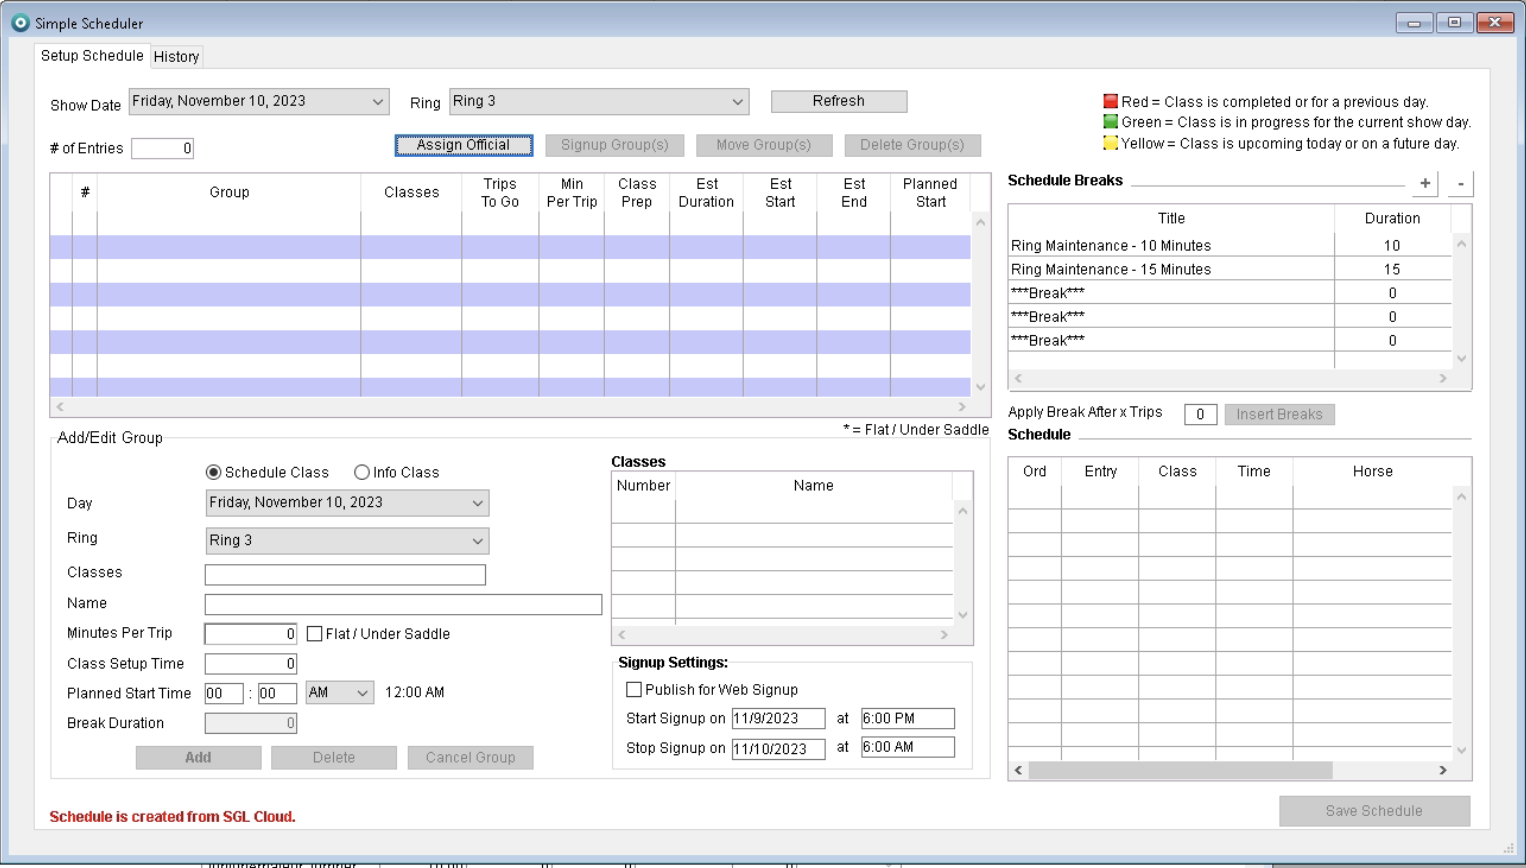 Simple Scheduler
Setup Schedule History
Show Date Friday, November 10, 2023 Ring Ring 3 Refresh
Red = Class is completed or for a previous day.
Green = Class is in progress for the current show day.
Yellow = Class is upcoming today or on a future day.
# of Entries 0 Assign Official Signup Group(s) Move Group(s) Delete Group(s)
# Group Classes Trips To Go Min Per Trip Class Prep Est Duration Est Start Est End Planned Start
Schedule Breaks + -
Title Duration
Ring Maintenance - 10 Minutes 10
Ring Maintenance - 15 Minutes 15
***Break*** 0
***Break*** 0
***Break*** 0
Apply Break After x Trips 0 Insert Breaks
* = Flat / Under Saddle
Add/Edit Group
Schedule Class Info Class
Day Friday, November 10, 2023
Ring Ring 3
Classes
Name
Minutes Per Trip 0 Flat / Under Saddle
Class Setup Time 0
Planned Start Time 00 : 00 AM 12:00 AM
Break Duration 0
Add Delete Cancel Group
Classes
Number Name
Signup Settings:
Publish for Web Signup
Start Signup on 11/9/2023 at 6:00 PM
Stop Signup on 11/10/2023 at 6:00 AM
Schedule
Ord Entry Class Time Horse
Schedule is created from SGL Cloud.
Save Schedule